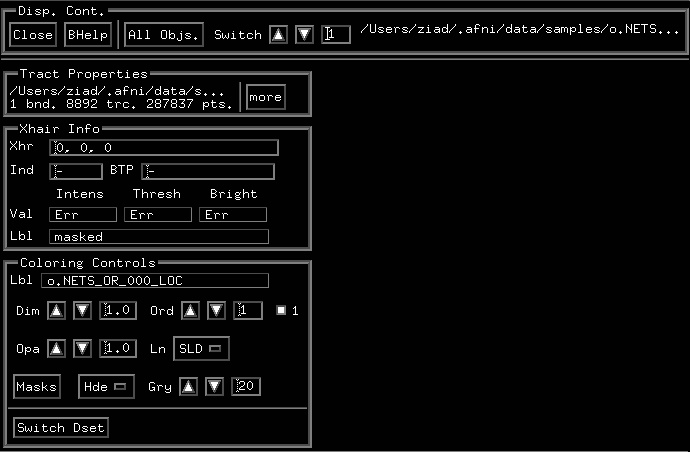 Disp. Cont.
Close BHelp All Objs. Switch 1 /Users/ziad/.afni/data/samples/o.NETS...
Tract Properties
/Users/ziad/.afni/data/s...
1 bnd. 8892 trc. 287837 pts. more
Xhair Info
Xhr 0, 0, 0
Ind - BTP -
Intens Thresh Bright
Val Err Err Err
Lbl masked
Coloring Controls
Lbl o.NETS_OR_000_LOC
Dim 1.0 Ord 1 1
Opa 1.0 Ln SLD
Masks Hde Gry 20
Switch Dset